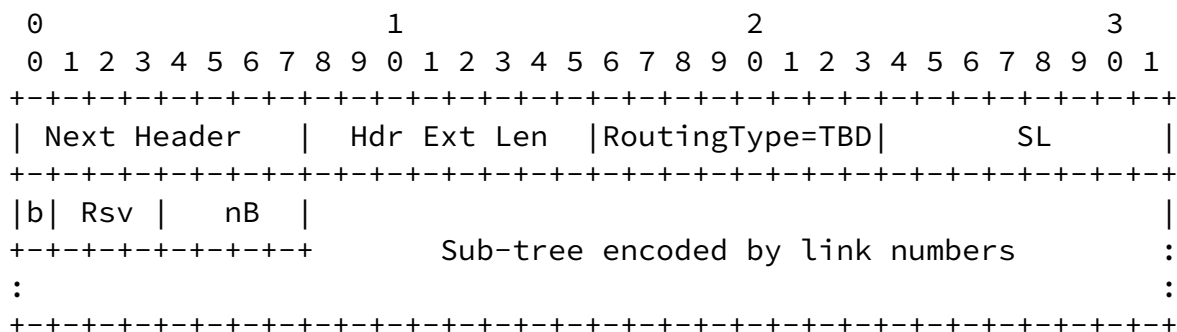 0                   1                   2                   3
 0 1 2 3 4 5 6 7 8 9 0 1 2 3 4 5 6 7 8 9 0 1 2 3 4 5 6 7 8 9 0 1
+-+-+-+-+-+-+-+-+-+-+-+-+-+-+-+-+-+-+-+-+-+-+-+-+-+-+-+-+-+-+-+-+
| Next Header   |  Hdr Ext Len  |RoutingType=TBD|       SL      |
+-+-+-+-+-+-+-+-+-+-+-+-+-+-+-+-+-+-+-+-+-+-+-+-+-+-+-+-+-+-+-+-+
|b| Rsv |   nB  |                                               |
+-+-+-+-+-+-+-+-+       Sub-tree encoded by link numbers        :
:                                                               :
+-+-+-+-+-+-+-+-+-+-+-+-+-+-+-+-+-+-+-+-+-+-+-+-+-+-+-+-+-+-+-+-+